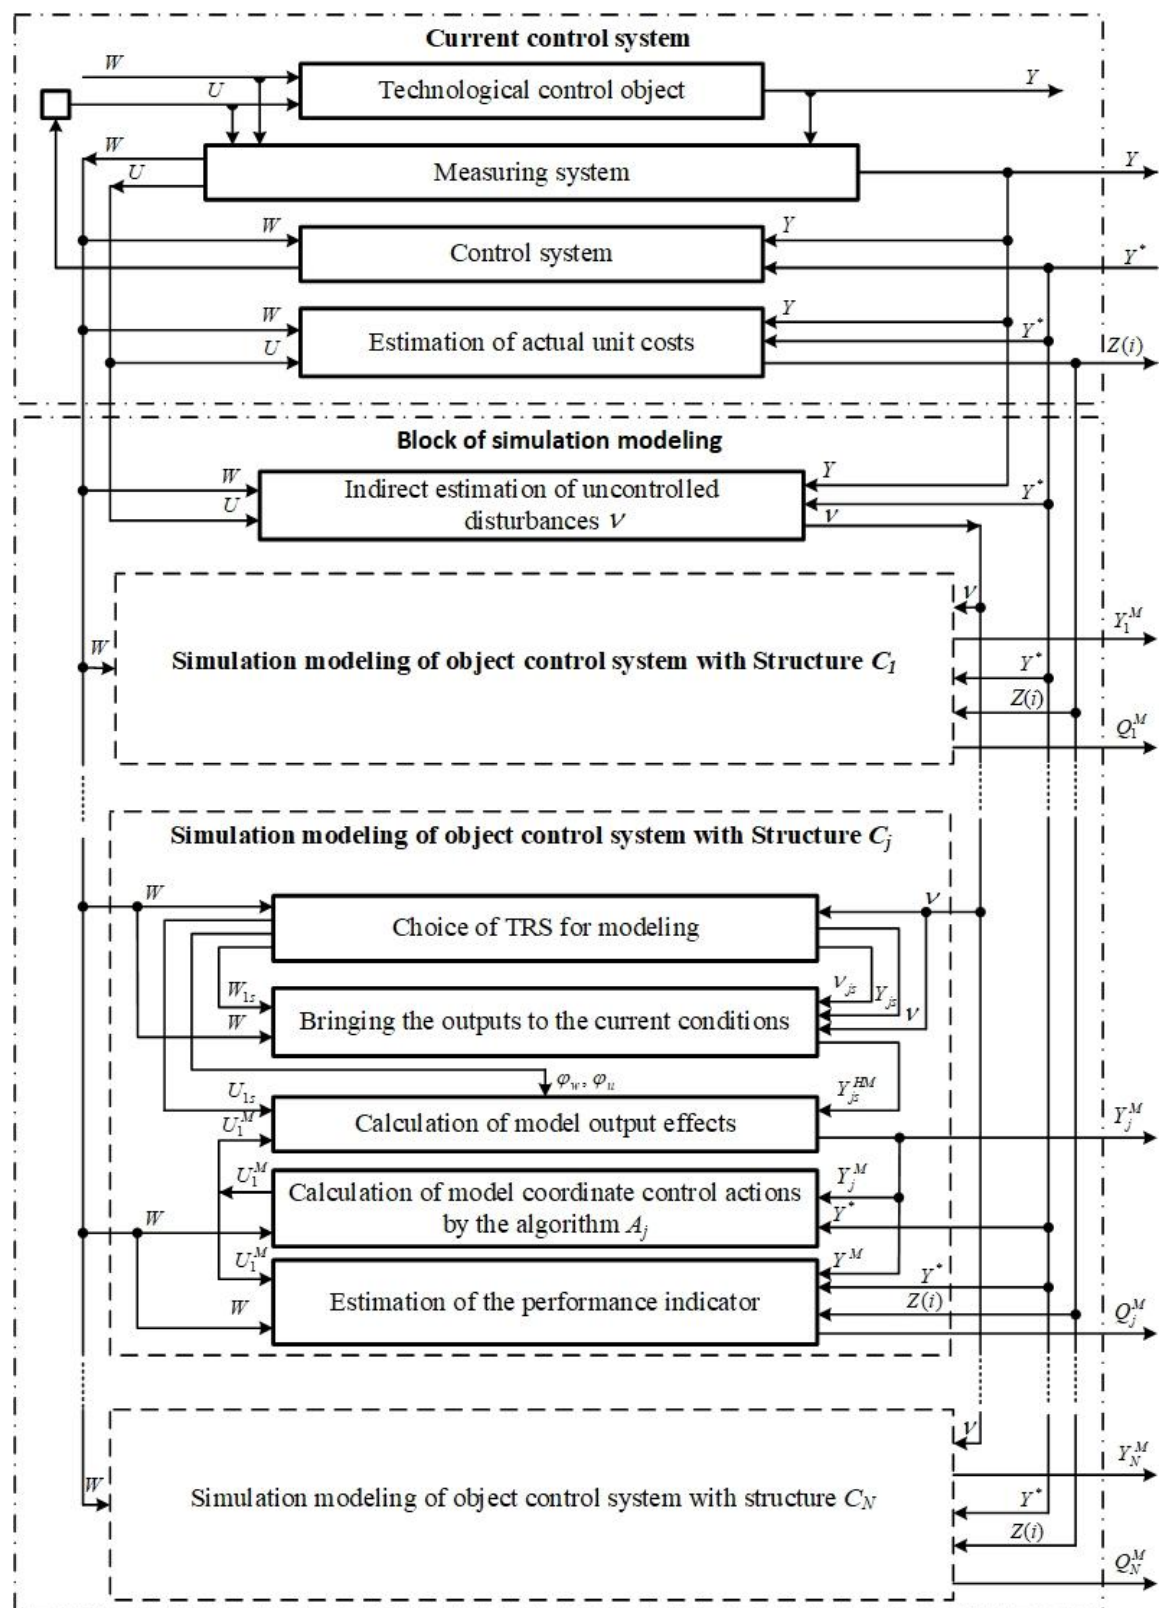 Current control system
W
Technological control object
Y
U
W
Measuring system
Y
U
W
Y
Control system
Y*
W
Y
Estimation of actual unit costs
Y*
U
Z(i)
Block of simulation modeling
W
Indirect estimation of uncontrolled
Y
Y*
U
disturbances ν
ν
ν
Y₁ᴹ
W
Simulation modeling of object control system with Structure C₁
Y*
Z(i)
Q₁ᴹ
Simulation modeling of object control system with Structure Cj
W
ν
Choice of TRS for modeling
W1s
νjs
Yjs
Bringing the outputs to the current conditions
W
ν
φw, φu
U1s
YjsHM
Calculation of model output effects
YjM
U1M
U1M
Calculation of model coordinate control actions
YjM
W
by the algorithm Aj
Y*
U1M
YM
Y*
Estimation of the performance indicator
Z(i)
W
QjM
ν
YNM
W
Simulation modeling of object control system with structure CN
Y*
Z(i)
QNM